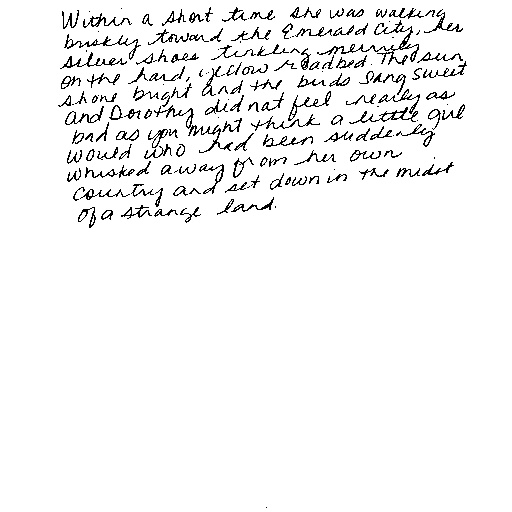 Within a short time she was walking
briskly toward the Emerald City, her
silver shoes tinkling merrily
on the hard, yellow roadbed. The sun
shone bright and the birds sang sweet
and Dorothy did not feel nearly as
bad as you might think a little girl
would who had been suddenly
whisked away from her own
country and set down in the midst
of a strange land.